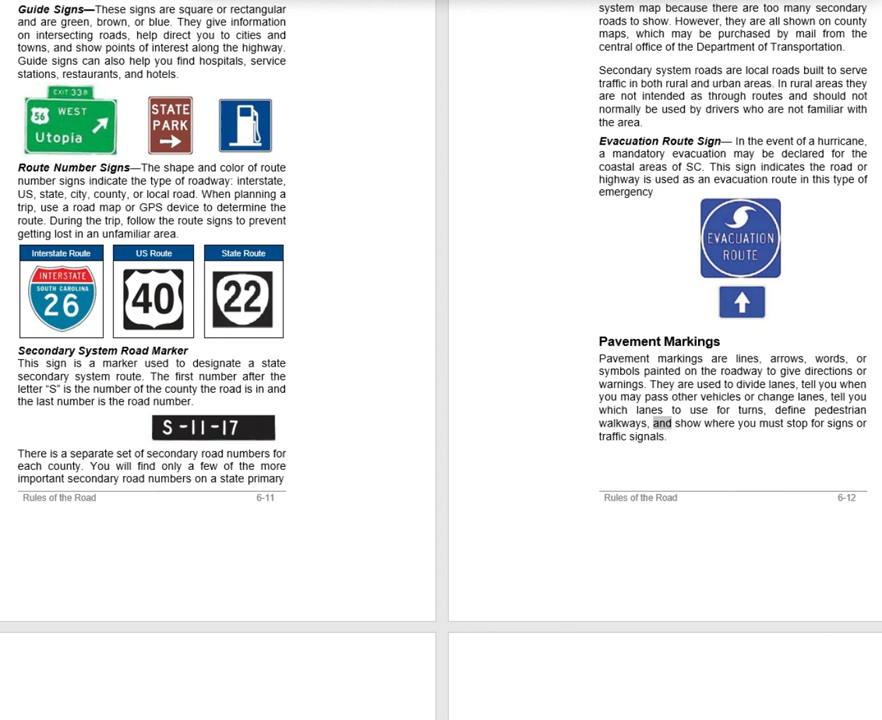 Guide Signs—These signs are square or rectangular
and are green, brown, or blue. They give information
on intersecting roads, help direct you to cities and
towns, and show points of interest along the highway.
Guide signs can also help you find hospitals, service
stations, restaurants, and hotels.
EXIT 33A
56 WEST
Utopia
STATE
PARK
Route Number Signs—The shape and color of route
number signs indicate the type of roadway: interstate,
US, state, city, county, or local road. When planning a
trip, use a road map or GPS device to determine the
route. During the trip, follow the route signs to prevent
getting lost in an unfamiliar area.
Interstate Route
US Route
State Route
INTERSTATE
SOUTH CAROLINA
26
40
22
Secondary System Road Marker
This sign is a marker used to designate a state
secondary system route. The first number after the
letter “S” is the number of the county the road is in and
the last number is the road number.
S-11-17
There is a separate set of secondary road numbers for
each county. You will find only a few of the more
important secondary road numbers on a state primary
Rules of the Road 6-11
system map because there are too many secondary
roads to show. However, they are all shown on county
maps, which may be purchased by mail from the
central office of the Department of Transportation.
Secondary system roads are local roads built to serve
traffic in both rural and urban areas. In rural areas they
are not intended as through routes and should not
normally be used by drivers who are not familiar with
the area.
Evacuation Route Sign— In the event of a hurricane,
a mandatory evacuation may be declared for the
coastal areas of SC. This sign indicates the road or
highway is used as an evacuation route in this type of
emergency
EVACUATION
ROUTE
Pavement Markings
Pavement markings are lines, arrows, words, or
symbols painted on the roadway to give directions or
warnings. They are used to divide lanes, tell you when
you may pass other vehicles or change lanes, tell you
which lanes to use for turns, define pedestrian
walkways, and show where you must stop for signs or
traffic signals.
Rules of the Road 6-12